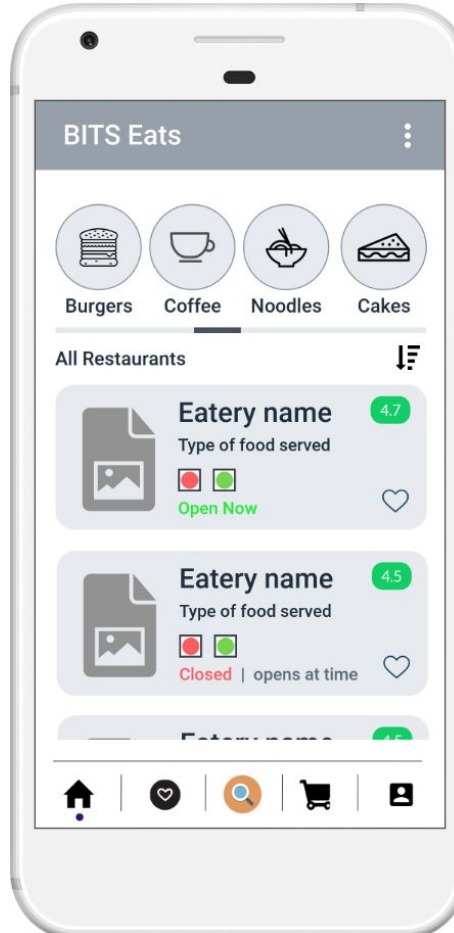 BITS Eats
Burgers Coffee Noodles Cakes
All Restaurants
Eatery name 4.7
Type of food served
Open Now
Eatery name 4.5
Type of food served
Closed | opens at time